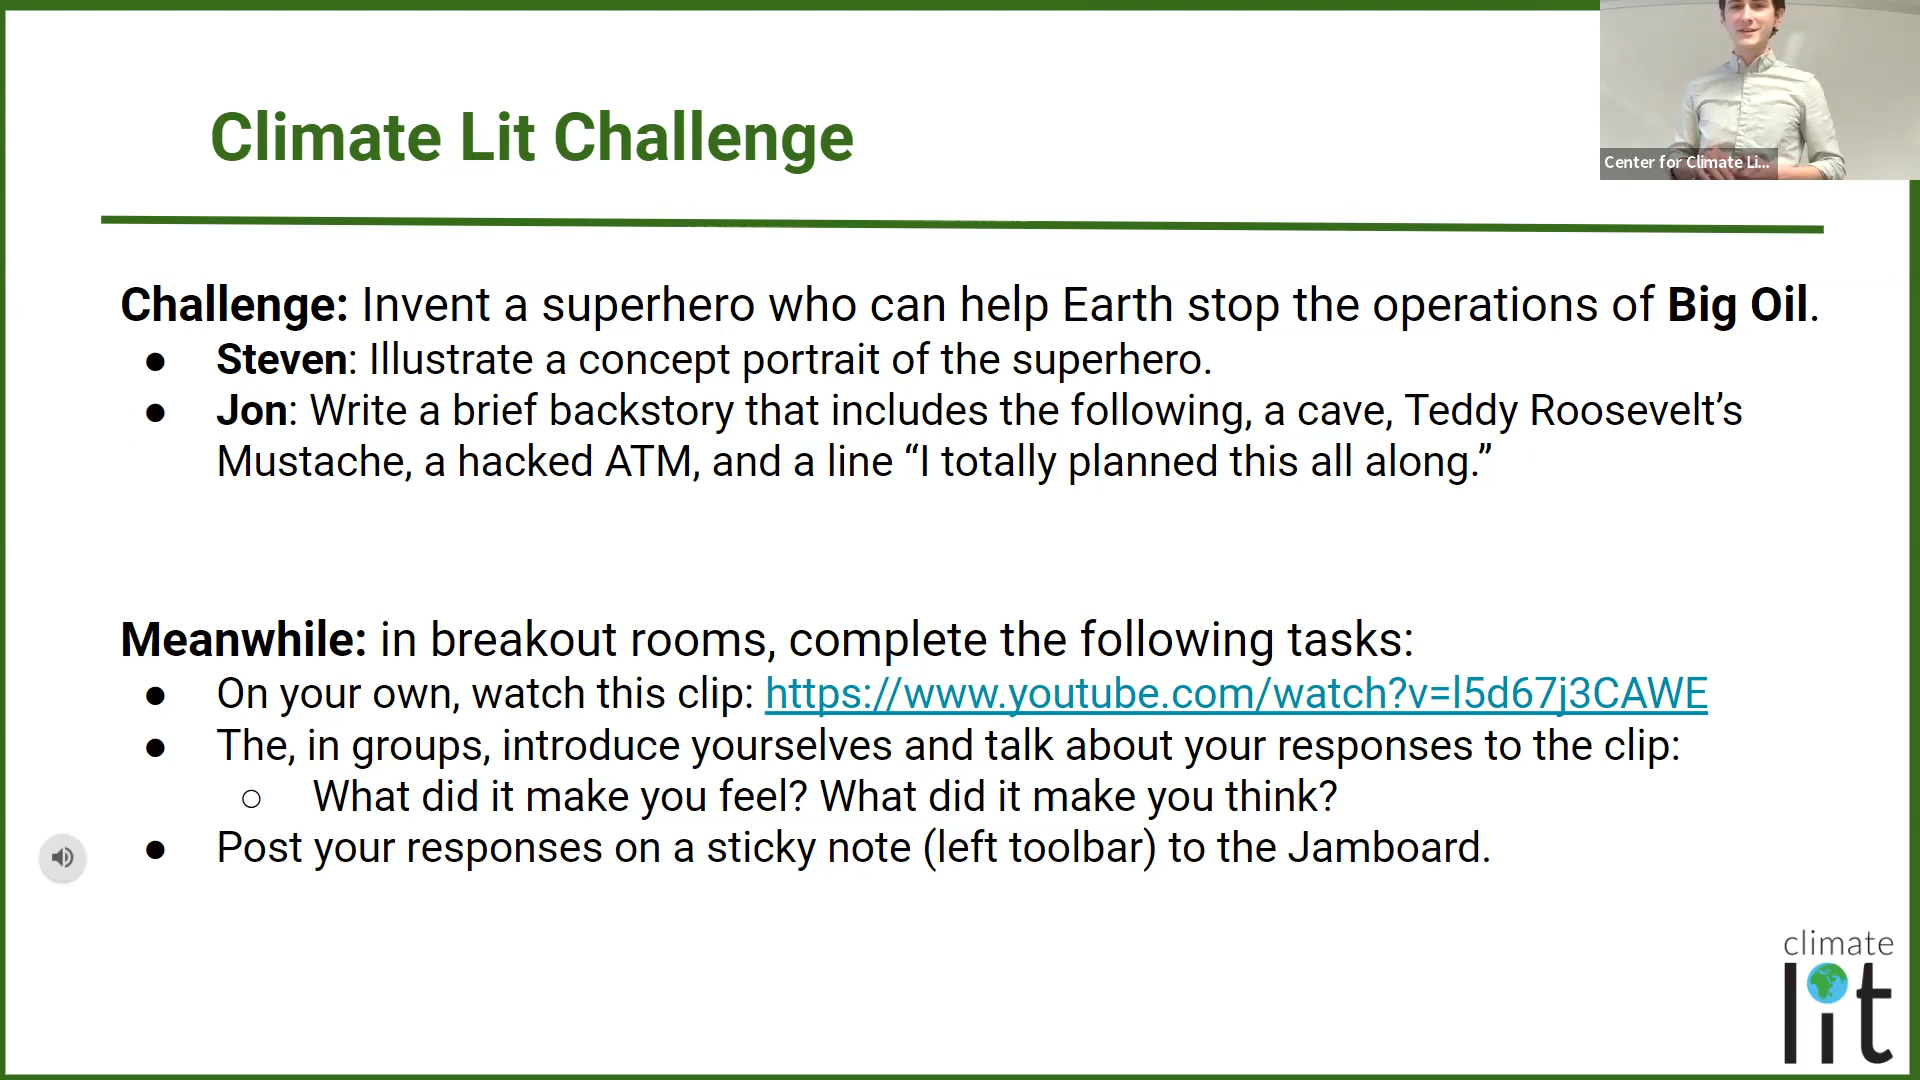 Center for Climate Li...
Climate Lit Challenge
Challenge: Invent a superhero who can help Earth stop the operations of Big Oil.
● Steven: Illustrate a concept portrait of the superhero.
● Jon: Write a brief backstory that includes the following, a cave, Teddy Roosevelt’s
Mustache, a hacked ATM, and a line “I totally planned this all along.”
Meanwhile: in breakout rooms, complete the following tasks:
● On your own, watch this clip: https://www.youtube.com/watch?v=l5d67j3CAWE
● The, in groups, introduce yourselves and talk about your responses to the clip:
○ What did it make you feel? What did it make you think?
● Post your responses on a sticky note (left toolbar) to the Jamboard.
climate
lit